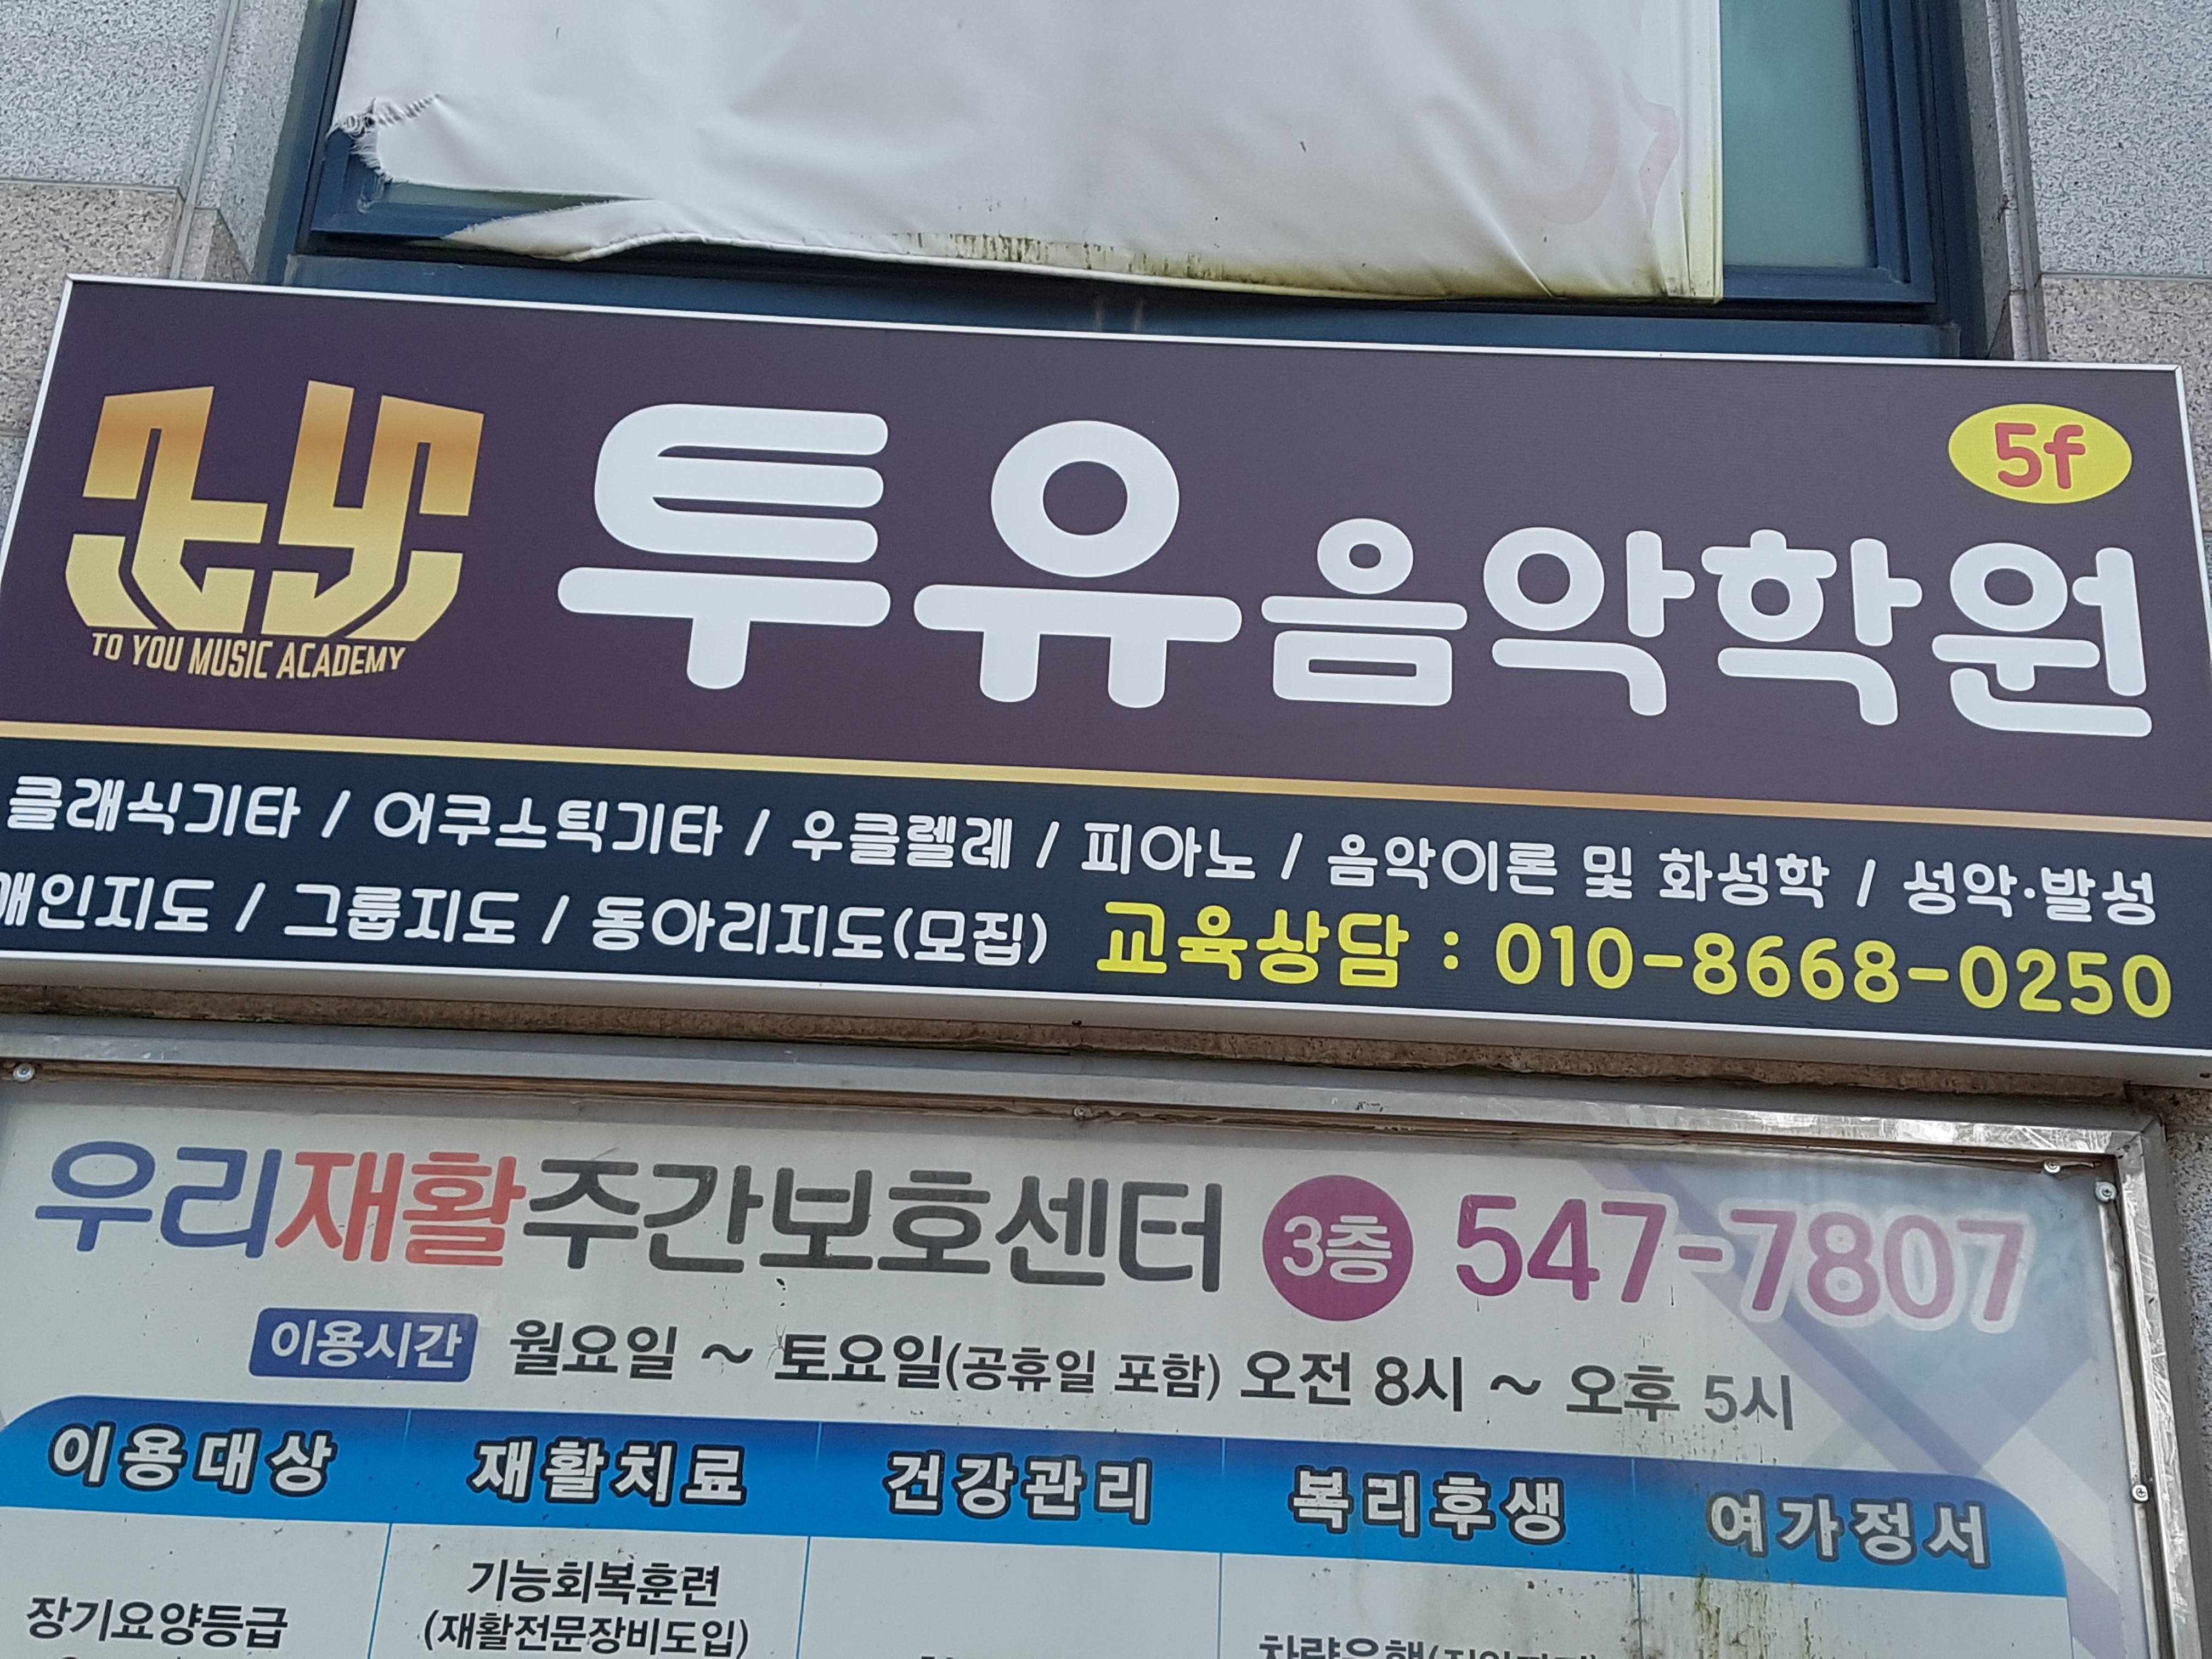 TO YOU MUSIC ACADEMY
투유음악학원 5f
클래식기타 / 어쿠스틱기타 / 우클렐레 / 피아노 / 음악이론 및 화성학 / 성악·발성
개인지도 / 그룹지도 / 동아리지도(모집) 교육상담 : 010-8668-0250
우리재활주간보호센터 3층 547-7807
이용시간 월요일 ~ 토요일(공휴일 포함) 오전 8시 ~ 오후 5시
이용대상 재활치료 건강관리 복리후생 여가정서
기능회복훈련
장기요양등급 (재활전문장비도입)